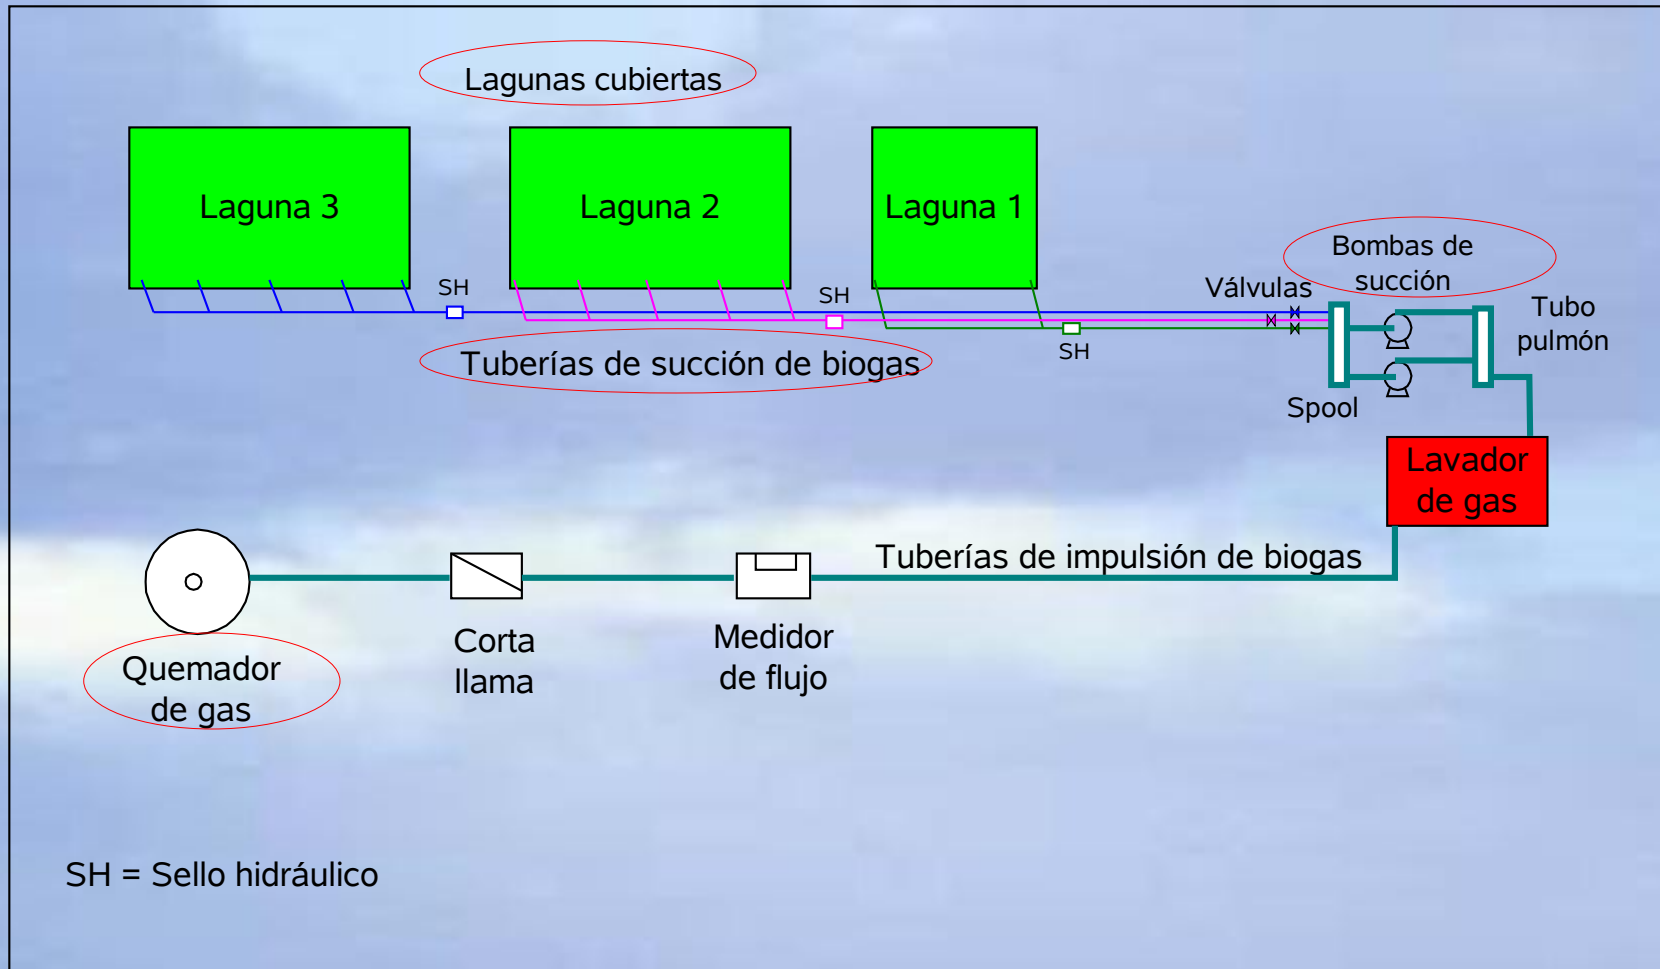 Lagunas cubiertas
Laguna 3
Laguna 2
Laguna 1
SH
SH
SH
Válvulas
Bombas de
succión
Tubo
pulmón
Tuberías de succión de biogas
Spool
Lavador
de gas
Tuberías de impulsión de biogas
Quemador
de gas
Corta
llama
Medidor
de flujo
SH = Sello hidráulico